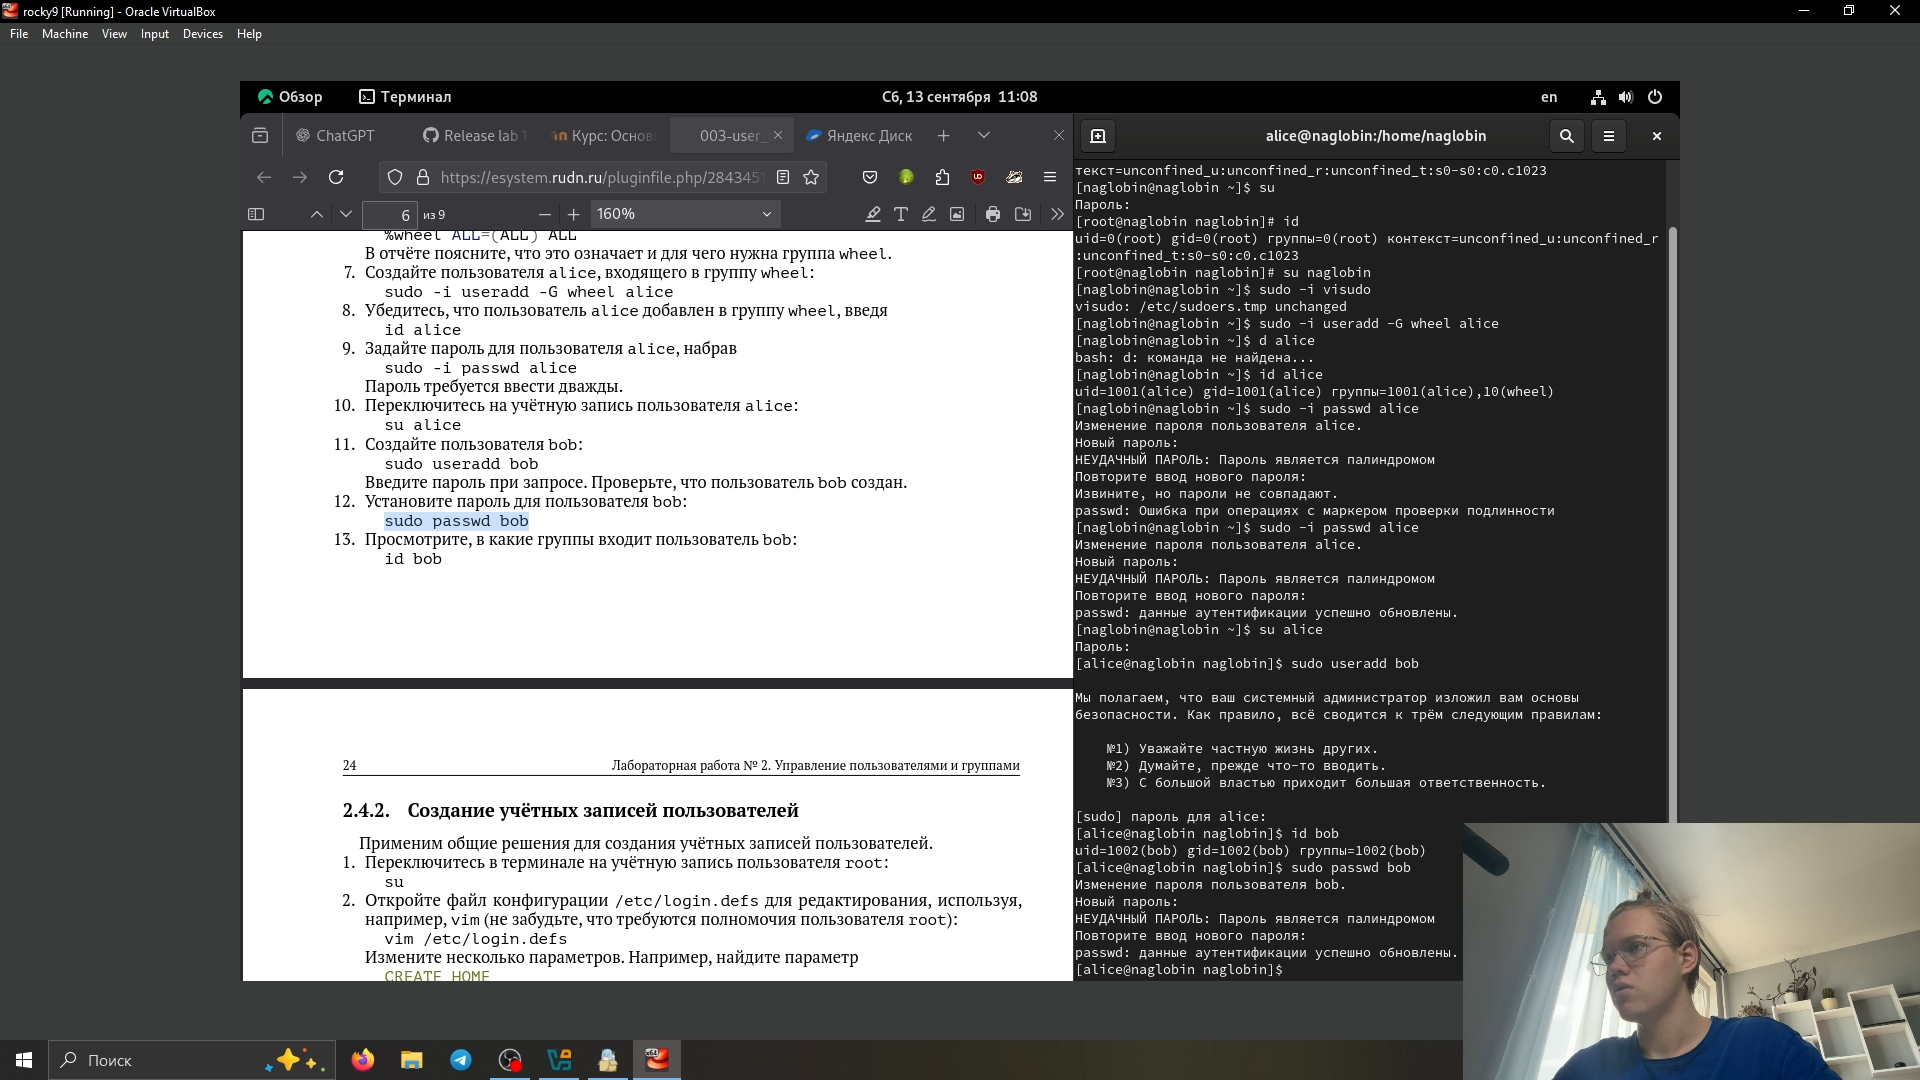 rocky9 [Running] - Oracle VirtualBox
File Machine View Input Devices Help
Обзор Терминал Сб, 13 сентября 11:08 en
ChatGPT Release lab 1 Курс: Основ 003-user_ Яндекс Диск
https://esystem.rudn.ru/pluginfile.php/2843451
6 из 9 160%
%wheel ALL=(ALL) ALL
В отчёте поясните, что это означает и для чего нужна группа wheel.
7. Создайте пользователя alice, входящего в группу wheel:
sudo -i useradd -G wheel alice
8. Убедитесь, что пользователь alice добавлен в группу wheel, введя
id alice
9. Задайте пароль для пользователя alice, набрав
sudo -i passwd alice
Пароль требуется ввести дважды.
10. Переключитесь на учётную запись пользователя alice:
su alice
11. Создайте пользователя bob:
sudo useradd bob
Введите пароль при запросе. Проверьте, что пользователь bob создан.
12. Установите пароль для пользователя bob:
sudo passwd bob
13. Просмотрите, в какие группы входит пользователь bob:
id bob
24 Лабораторная работа № 2. Управление пользователями и группами
2.4.2. Создание учётных записей пользователей
Применим общие решения для создания учётных записей пользователей.
1. Переключитесь в терминале на учётную запись пользователя root:
su
2. Откройте файл конфигурации /etc/login.defs для редактирования, используя,
например, vim (не забудьте, что требуются полномочия пользователя root):
vim /etc/login.defs
Измените несколько параметров. Например, найдите параметр
CREATE_HOME
alice@naglobin:/home/naglobin
текст=unconfined_u:unconfined_r:unconfined_t:s0-s0:c0.c1023
[naglobin@naglobin ~]$ su
Пароль:
[root@naglobin naglobin]# id
uid=0(root) gid=0(root) группы=0(root) контекст=unconfined_u:unconfined_r
:unconfined_t:s0-s0:c0.c1023
[root@naglobin naglobin]# su naglobin
[naglobin@naglobin ~]$ sudo -i visudo
visudo: /etc/sudoers.tmp unchanged
[naglobin@naglobin ~]$ sudo -i useradd -G wheel alice
[naglobin@naglobin ~]$ d alice
bash: d: команда не найдена...
[naglobin@naglobin ~]$ id alice
uid=1001(alice) gid=1001(alice) группы=1001(alice),10(wheel)
[naglobin@naglobin ~]$ sudo -i passwd alice
Изменение пароля пользователя alice.
Новый пароль:
НЕУДАЧНЫЙ ПАРОЛЬ: Пароль является палиндромом
Повторите ввод нового пароля:
Извините, но пароли не совпадают.
passwd: Ошибка при операциях с маркером проверки подлинности
[naglobin@naglobin ~]$ sudo -i passwd alice
Изменение пароля пользователя alice.
Новый пароль:
НЕУДАЧНЫЙ ПАРОЛЬ: Пароль является палиндромом
Повторите ввод нового пароля:
passwd: данные аутентификации успешно обновлены.
[naglobin@naglobin ~]$ su alice
Пароль:
[alice@naglobin naglobin]$ sudo useradd bob
Мы полагаем, что ваш системный администратор изложил вам основы
безопасности. Как правило, всё сводится к трём следующим правилам:
№1) Уважайте частную жизнь других.
№2) Думайте, прежде что-то вводить.
№3) С большой властью приходит большая ответственность.
[sudo] пароль для alice:
[alice@naglobin naglobin]$ id bob
uid=1002(bob) gid=1002(bob) группы=1002(bob)
[alice@naglobin naglobin]$ sudo passwd bob
Изменение пароля пользователя bob.
Новый пароль:
НЕУДАЧНЫЙ ПАРОЛЬ: Пароль является палиндромом
Повторите ввод нового пароля:
passwd: данные аутентификации успешно обновлены.
[alice@naglobin naglobin]$
Поиск